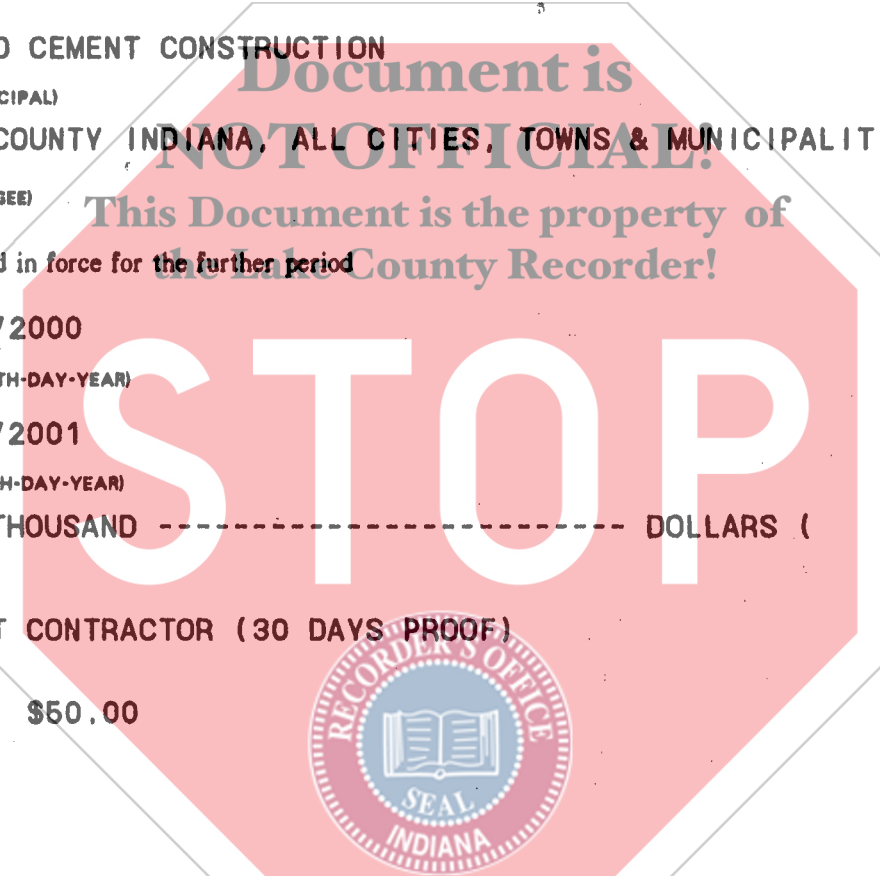 CEMENT CONSTRUCTION
Document is
CIPAL)
COUNTY INDIANA, ALL CITIES, TOWNS & MUNICIPALIT
NOT OFFICIAL!
GEE)
This Document is the property of
in force for the further period
the Lake County Recorder!
/2000
TH-DAY-YEAR)
/2001
H-DAY-YEAR)
THOUSAND ------------------------- DOLLARS (
STOP
T CONTRACTOR (30 DAYS PROOF)
$50.00
RECORDER'S OFFICE
SEAL
INDIANA